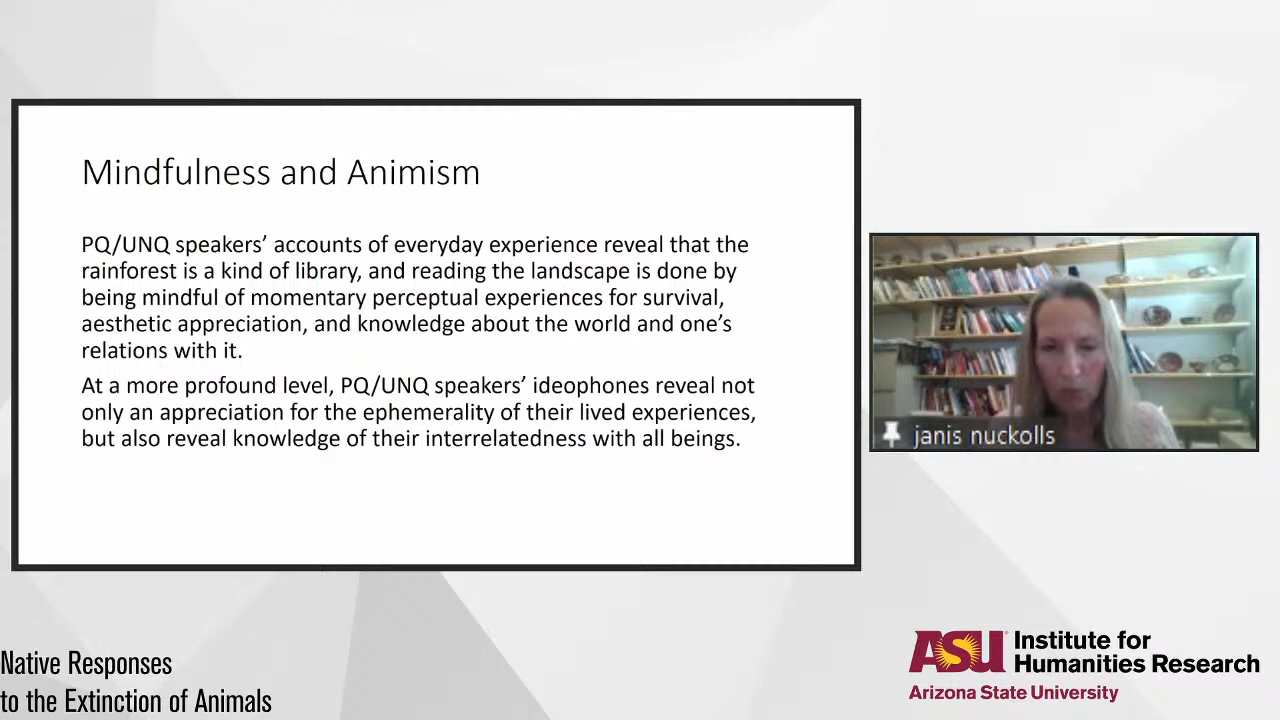 Mindfulness and Animism
PQ/UNQ speakers’ accounts of everyday experience reveal that the
rainforest is a kind of library, and reading the landscape is done by
being mindful of momentary perceptual experiences for survival,
aesthetic appreciation, and knowledge about the world and one’s
relations with it.
At a more profound level, PQ/UNQ speakers’ ideophones reveal not
only an appreciation for the ephemerality of their lived experiences,
but also reveal knowledge of their interrelatedness with all beings.
janis nuckolls
Native Responses
to the Extinction of Animals
ASU Institute for
Humanities Research
Arizona State University